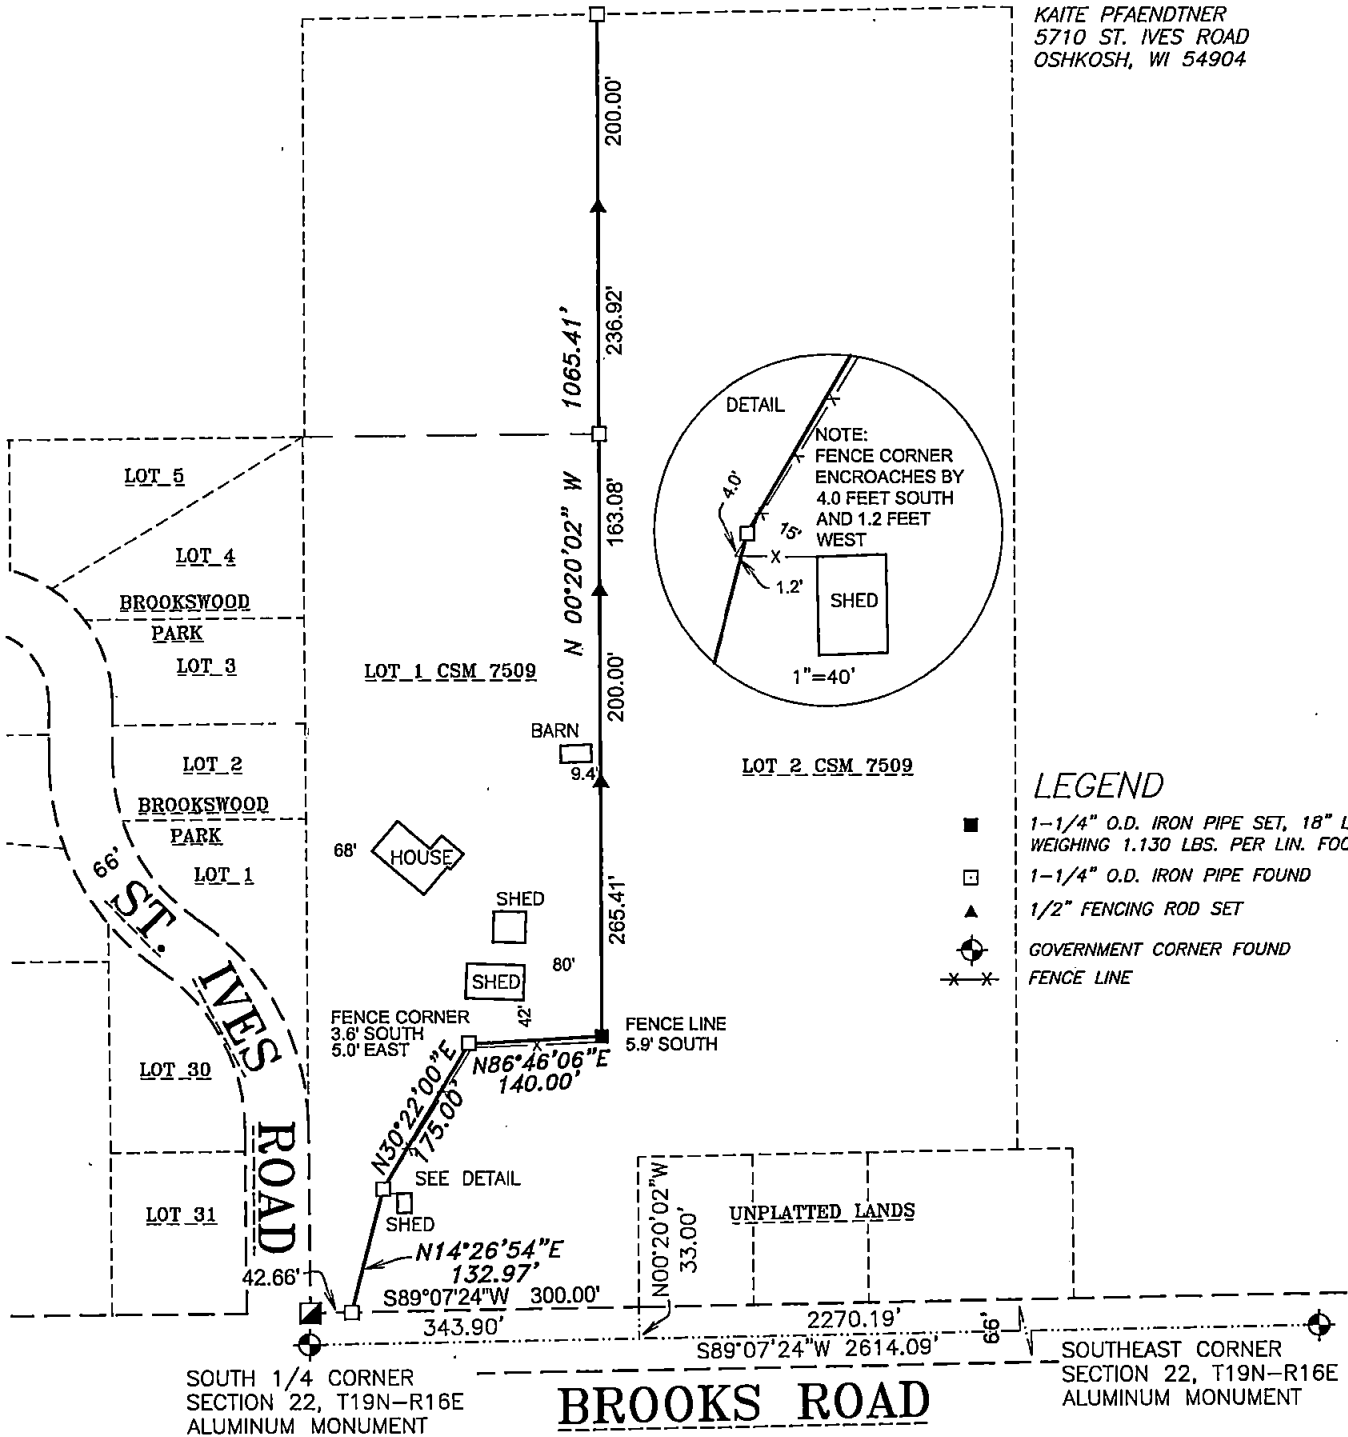 KAITE PFAENDTNER
5710 ST. IVES ROAD
OSHKOSH, WI 54904
200.00'
236.92'
1065.41'
N 00°20'02" W
163.08'
200.00'
265.41'
DETAIL
NOTE:
FENCE CORNER
ENCROACHES BY
4.0 FEET SOUTH
AND 1.2 FEET
WEST
4.0'
15'
1.2'
SHED
1"=40'
LOT 5
LOT 4
BROOKSWOOD
PARK
LOT 3
LOT 1 CSM 7509
BARN
9.4'
LOT 2
BROOKSWOOD
PARK
LOT 1
LOT 2 CSM 7509
68'
HOUSE
66'
ST. IVES ROAD
SHED
SHED
80'
42'
LEGEND
1-1/4" O.D. IRON PIPE SET, 18" L
WEIGHING 1.130 LBS. PER LIN. FOO
1-1/4" O.D. IRON PIPE FOUND
1/2" FENCING ROD SET
GOVERNMENT CORNER FOUND
FENCE LINE
FENCE CORNER
3.6' SOUTH
5.0' EAST
FENCE LINE
5.9' SOUTH
N86°46'06"E
140.00'
N30°22'00"E
175.00'
LOT 30
SEE DETAIL
SHED
LOT 31
N14°26'54"E
132.97'
42.66'
S89°07'24"W 300.00'
343.90'
N00°20'02"W
33.00'
UNPLATTED LANDS
2270.19'
S89°07'24"W 2614.09'
66'
SOUTH 1/4 CORNER
SECTION 22, T19N-R16E
ALUMINUM MONUMENT
BROOKS ROAD
SOUTHEAST CORNER
SECTION 22, T19N-R16E
ALUMINUM MONUMENT